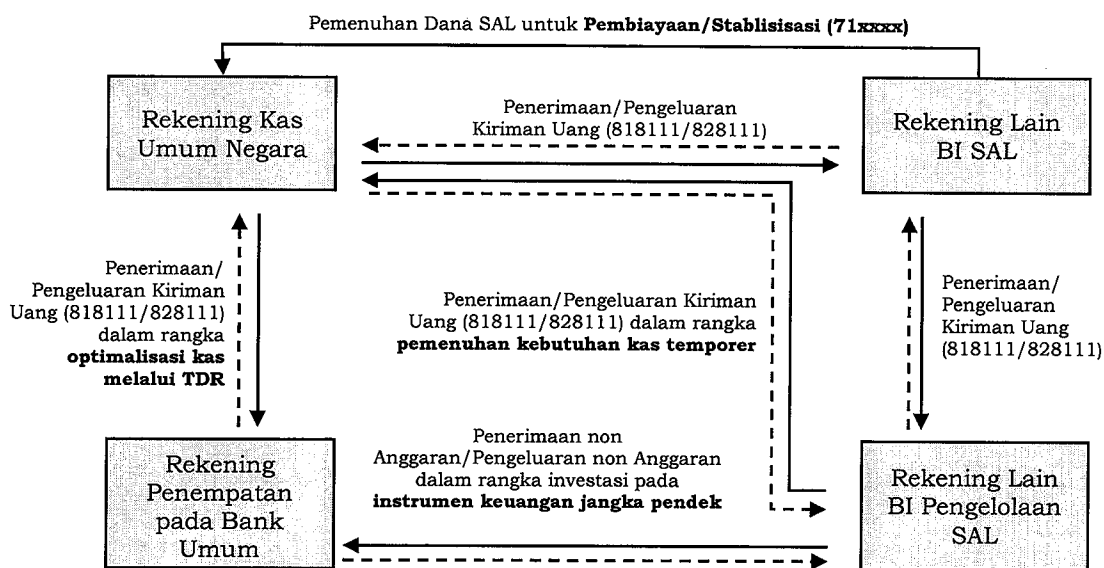 Pemenuhan Dana SAL untuk Pembiayaan/Stablisisasi (71xxxx)
Rekening Kas
Umum Negara
Penerimaan/Pengeluaran
Kiriman Uang (818111/828111)
Rekening Lain
BI SAL
Penerimaan/
Pengeluaran Kiriman
Uang (818111/828111)
dalam rangka
optimalisasi kas
melalui TDR
Penerimaan/Pengeluaran Kiriman
Uang (818111/828111) dalam rangka
pemenuhan kebutuhan kas temporer
Penerimaan/
Pengeluaran
Kiriman Uang
(818111/828111)
Rekening
Penempatan
pada Bank
Umum
Penerimaan non
Anggaran/Pengeluaran non Anggaran
dalam rangka investasi pada
instrumen keuangan jangka pendek
Rekening Lain
BI Pengelolaan
SAL